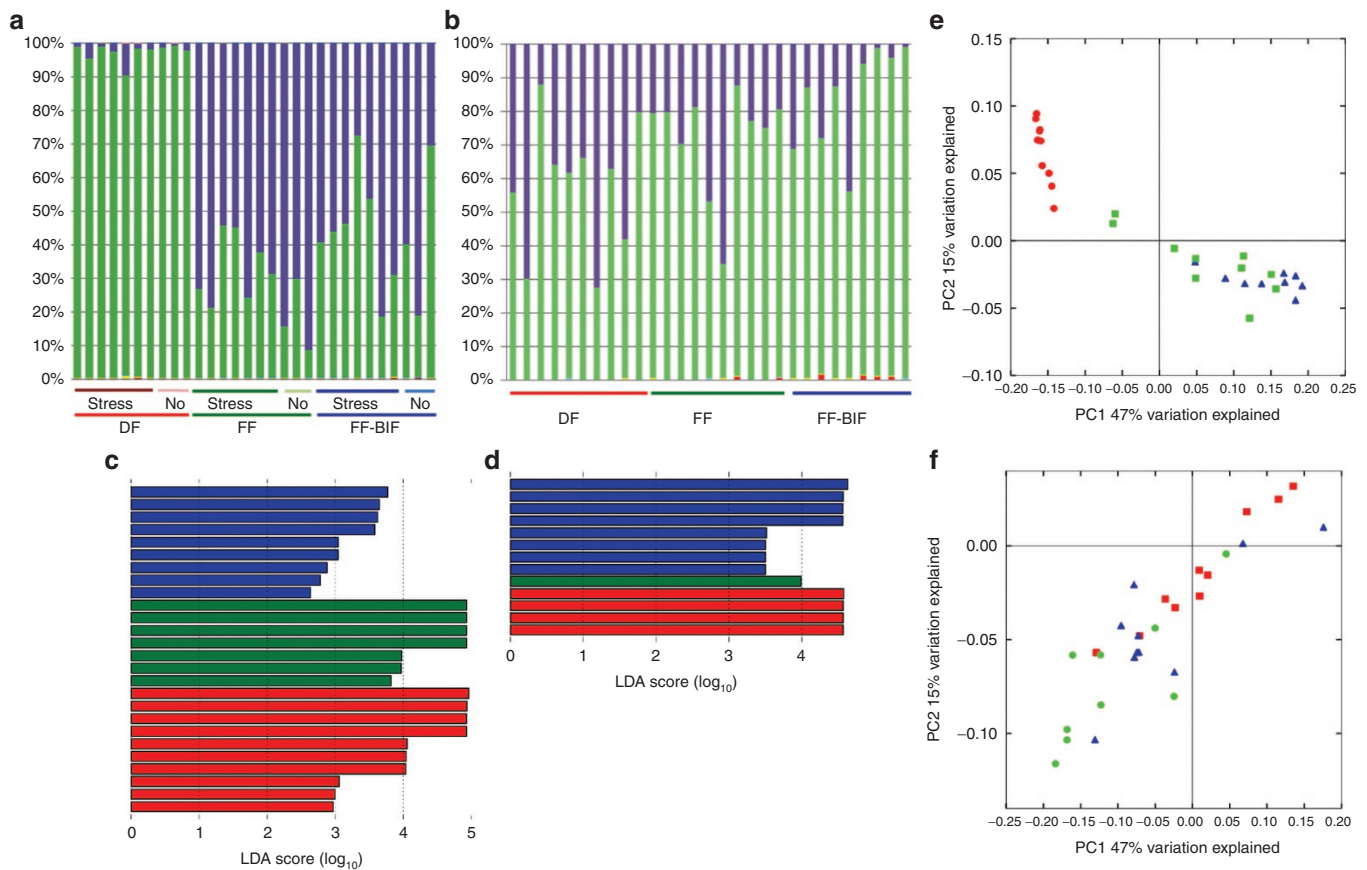 a
100%
90%
80%
70%
60%
50%
40%
30%
20%
10%
0%
Stress No Stress No Stress No
DF FF FF-BIF
b
100%
90%
80%
70%
60%
50%
40%
30%
20%
10%
0%
DF FF FF-BIF
c
0 1 2 3 4 5
LDA score (log10)
d
0 1 2 3 4
LDA score (log10)
e
0.15
0.10
0.05
0.00
−0.05
−0.10
PC2 15% variation explained
−0.20 −0.15 −0.10 −0.05 0.00 0.05 0.10 0.15 0.20 0.25
PC1 47% variation explained
f
0.00
−0.05
−0.10
PC2 15% variation explained
−0.25 −0.20 −0.15 −0.10 −0.05 0.00 0.05 0.10 0.15 0.20
PC1 47% variation explained